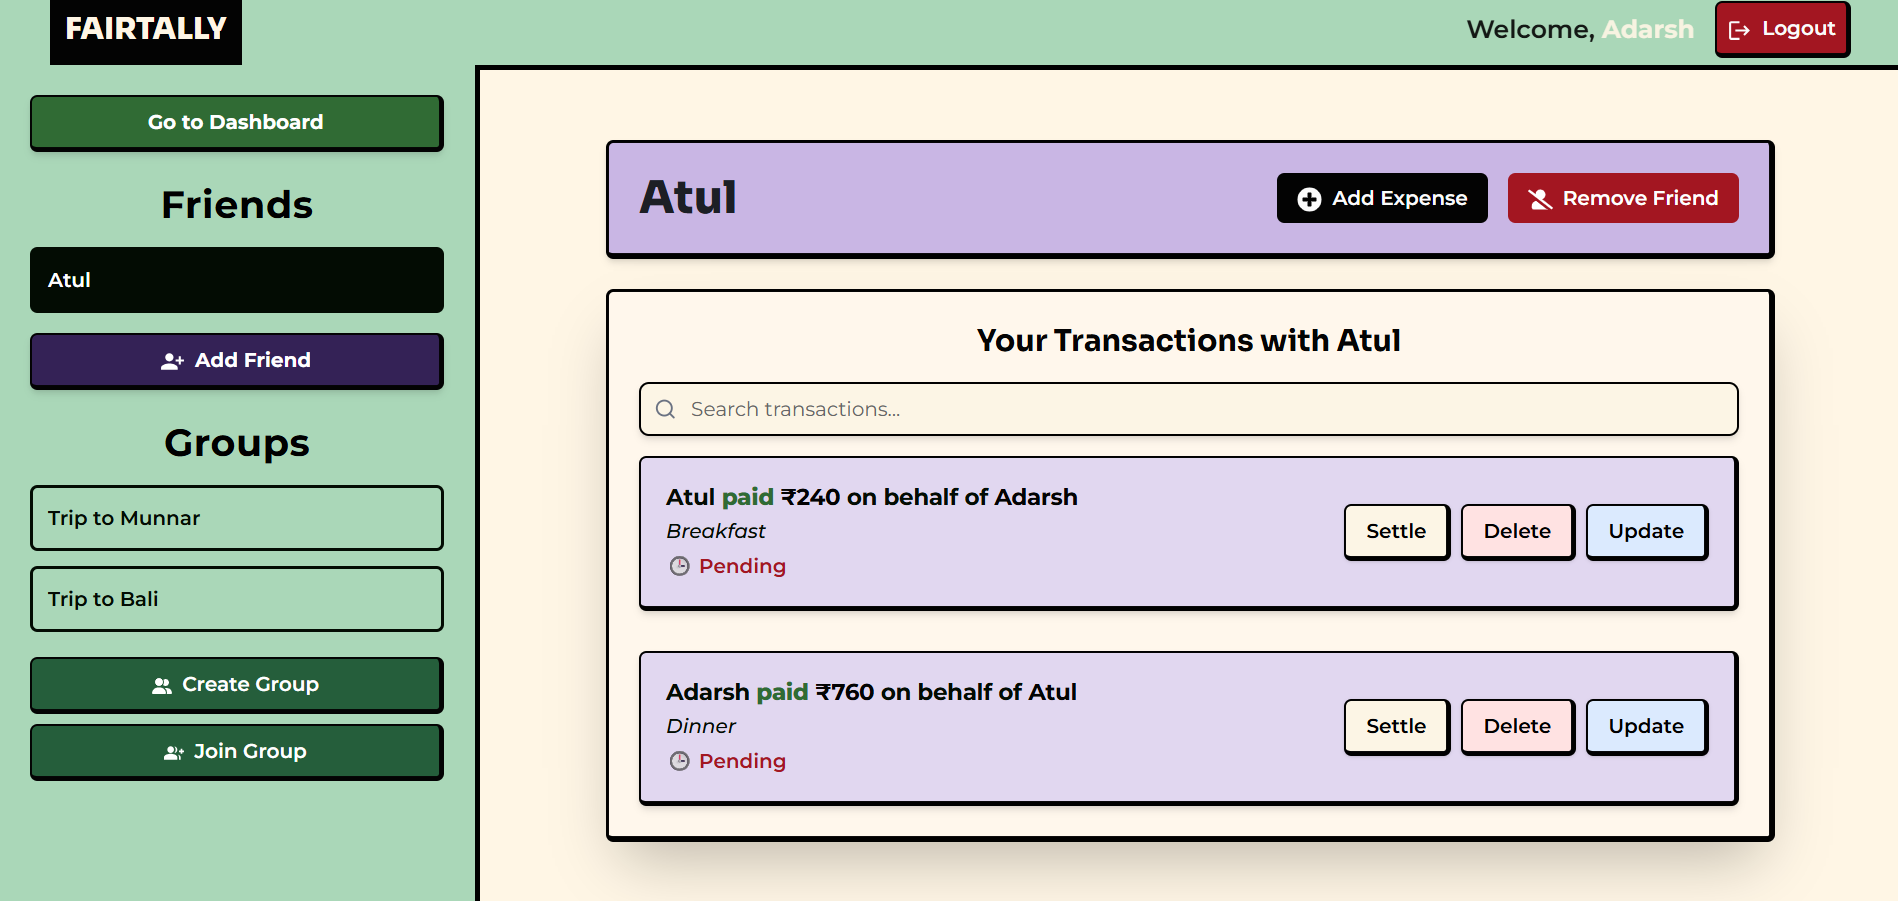 FAIRTALLY
Welcome, Adarsh
Logout
Go to Dashboard
Friends
Atul
Add Friend
Groups
Trip to Munnar
Trip to Bali
Create Group
Join Group
Atul
Add Expense
Remove Friend
Your Transactions with Atul
Search transactions...
Atul paid ₹240 on behalf of Adarsh
Breakfast
Pending
Settle
Delete
Update
Adarsh paid ₹760 on behalf of Atul
Dinner
Pending
Settle
Delete
Update